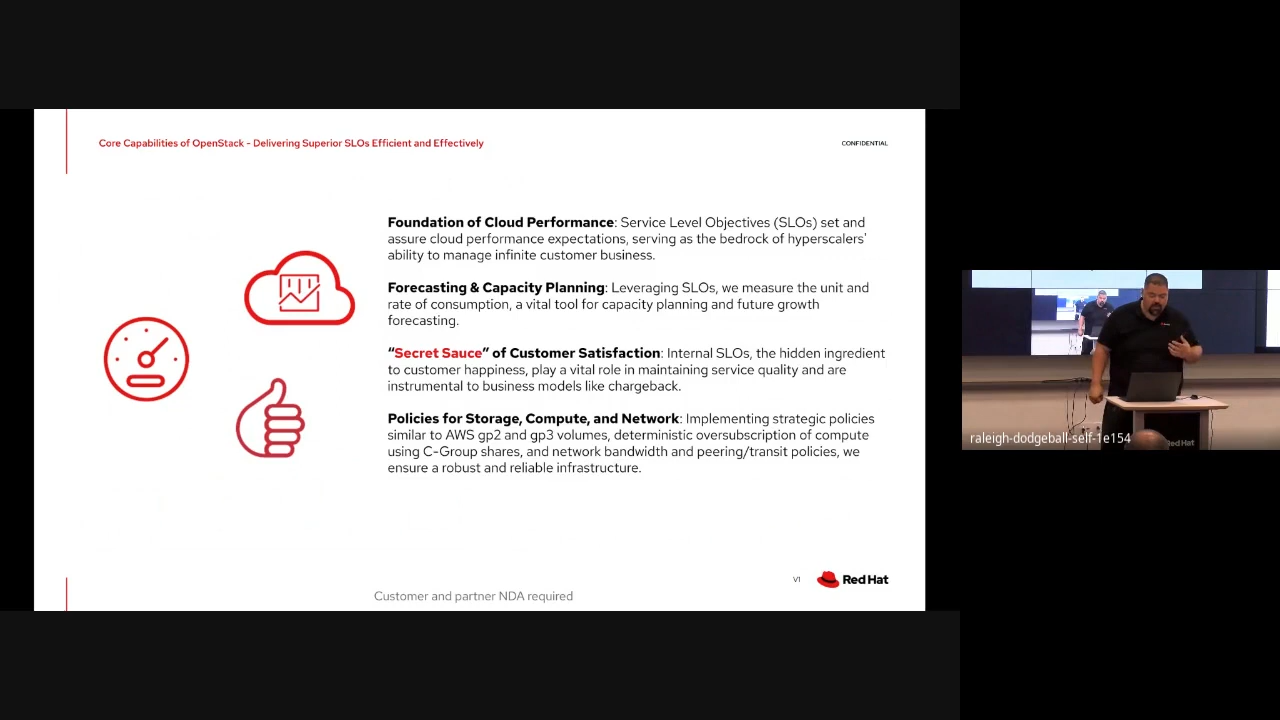 Core Capabilities of OpenStack - Delivering Superior SLOs Efficient and Effectively
CONFIDENTIAL
Foundation of Cloud Performance: Service Level Objectives (SLOs) set and
assure cloud performance expectations, serving as the bedrock of hyperscalers'
ability to manage infinite customer business.
Forecasting & Capacity Planning: Leveraging SLOs, we measure the unit and
rate of consumption, a vital tool for capacity planning and future growth
forecasting.
“Secret Sauce” of Customer Satisfaction: Internal SLOs, the hidden ingredient
to customer happiness, play a vital role in maintaining service quality and are
instrumental to business models like chargeback.
Policies for Storage, Compute, and Network: Implementing strategic policies
similar to AWS gp2 and gp3 volumes, deterministic oversubscription of compute
using C-Group shares, and network bandwidth and peering/transit policies, we
ensure a robust and reliable infrastructure.
V1
Red Hat
Customer and partner NDA required
raleigh-dodgeball-self-1e154
Red Hat